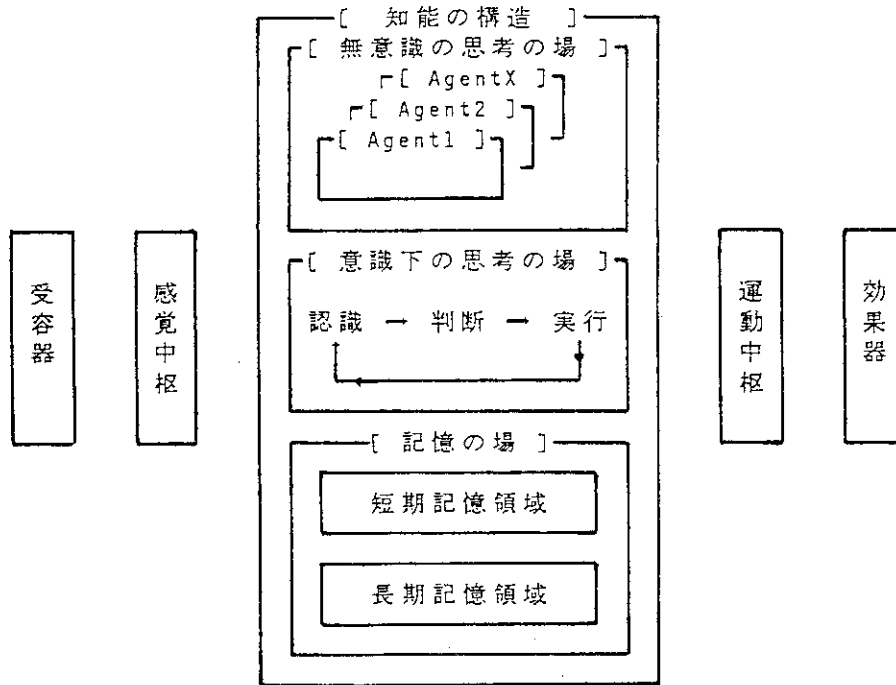 [ 知能の構造 ]
[ 無意識の思考の場 ]
[ AgentX ]
[ Agent2 ]
[ Agent1 ]
受容器
感覚中枢
[ 意識下の思考の場 ]
認識 → 判断 → 実行
運動中枢
効果器
[ 記憶の場 ]
短期記憶領域
長期記憶領域